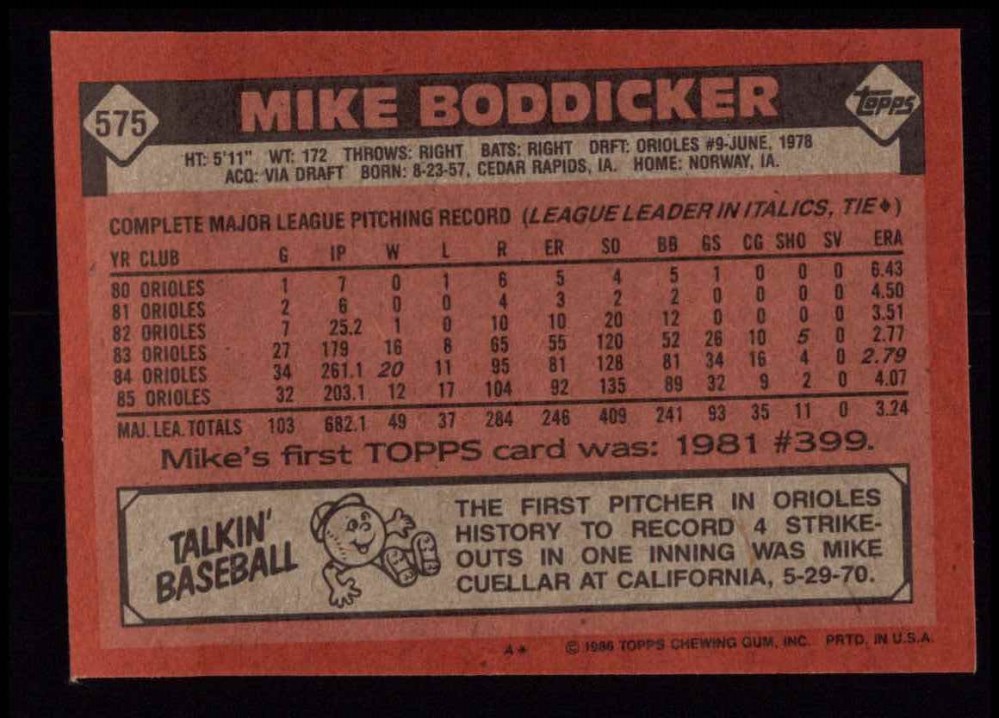 575
MIKE BODDICKER
Topps
HT: 5'11" WT: 172 THROWS: RIGHT BATS: RIGHT DRFT: ORIOLES #9-JUNE, 1978
ACQ: VIA DRAFT BORN: 8-23-57, CEDAR RAPIDS, IA. HOME: NORWAY, IA.
COMPLETE MAJOR LEAGUE PITCHING RECORD (LEAGUE LEADER IN ITALICS, TIE♦)
YR CLUB G IP W L R ER SO BB GS CG SHO SV ERA
80 ORIOLES 1 7 0 1 6 5 4 5 1 0 0 0 6.43
81 ORIOLES 2 6 0 0 4 3 2 2 0 0 0 0 4.50
82 ORIOLES 7 25.2 1 0 10 10 20 12 0 0 0 0 3.51
83 ORIOLES 27 179 16 8 65 55 120 52 26 10 5 0 2.77
84 ORIOLES 34 261.1 20 11 95 81 128 81 34 16 4 0 2.79
85 ORIOLES 32 203.1 12 17 104 92 135 89 32 9 2 0 4.07
MAJ. LEA. TOTALS 103 682.1 49 37 284 246 409 241 93 35 11 0 3.24
Mike's first TOPPS card was: 1981 #399.
TALKIN'
BASEBALL
THE FIRST PITCHER IN ORIOLES
HISTORY TO RECORD 4 STRIKE-
OUTS IN ONE INNING WAS MIKE
CUELLAR AT CALIFORNIA, 5-29-70.
A* © 1986 TOPPS CHEWING GUM, INC. PRTD. IN U.S.A.